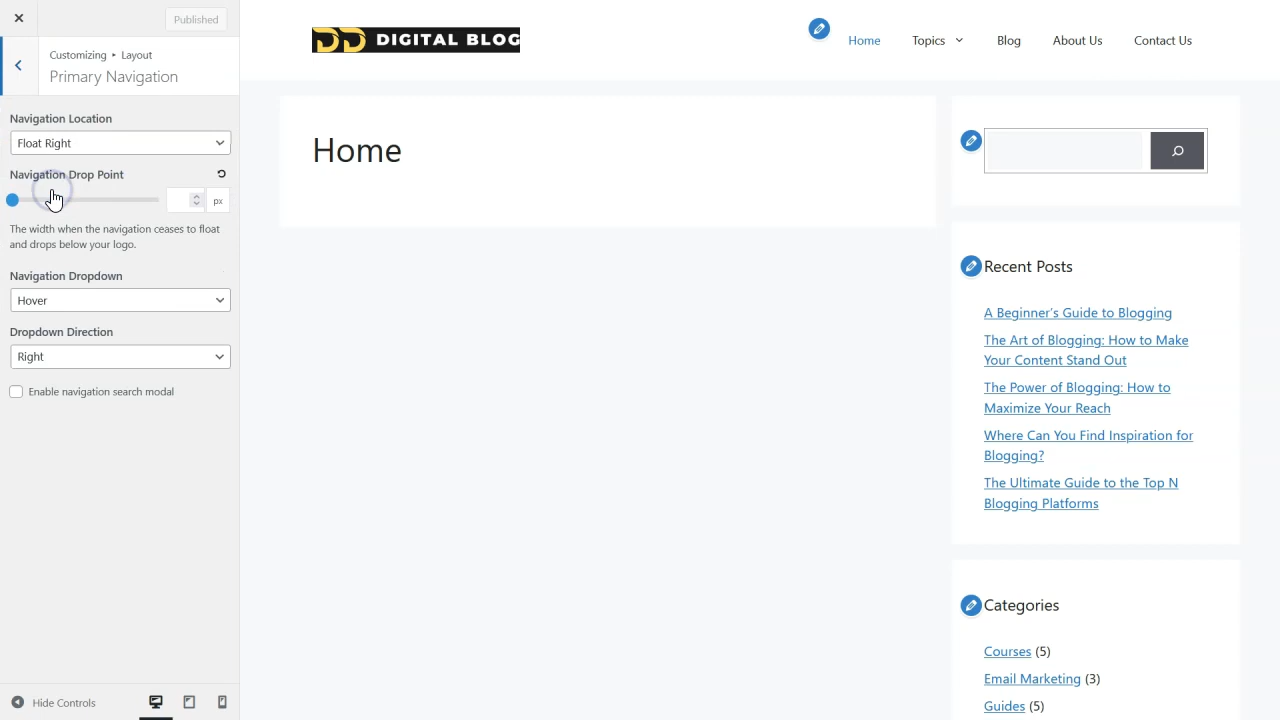 Published
Customizing ▸ Layout
Primary Navigation
Navigation Location
Float Right
Navigation Drop Point
px
The width when the navigation ceases to float
and drops below your logo.
Navigation Dropdown
Hover
Dropdown Direction
Right
Enable navigation search modal
Hide Controls
DD DIGITAL BLOG
Home
Topics
Blog
About Us
Contact Us
Home
Recent Posts
A Beginner's Guide to Blogging
The Art of Blogging: How to Make
Your Content Stand Out
The Power of Blogging: How to
Maximize Your Reach
Where Can You Find Inspiration for
Blogging?
The Ultimate Guide to the Top N
Blogging Platforms
Categories
Courses (5)
Email Marketing (3)
Guides (5)